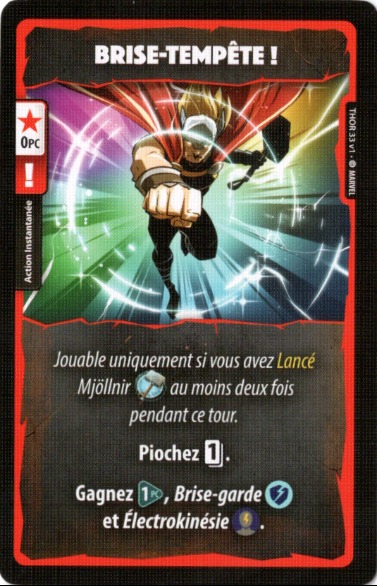 BRISE-TEMPÊTE !
0PC
!
Action Instantanée
THOR 33 v1 - © MARVEL
Jouable uniquement si vous avez Lancé
Mjöllnir au moins deux fois
pendant ce tour.
Piochez 1.
Gagnez 1PC, Brise-garde
et Électrokinésie.